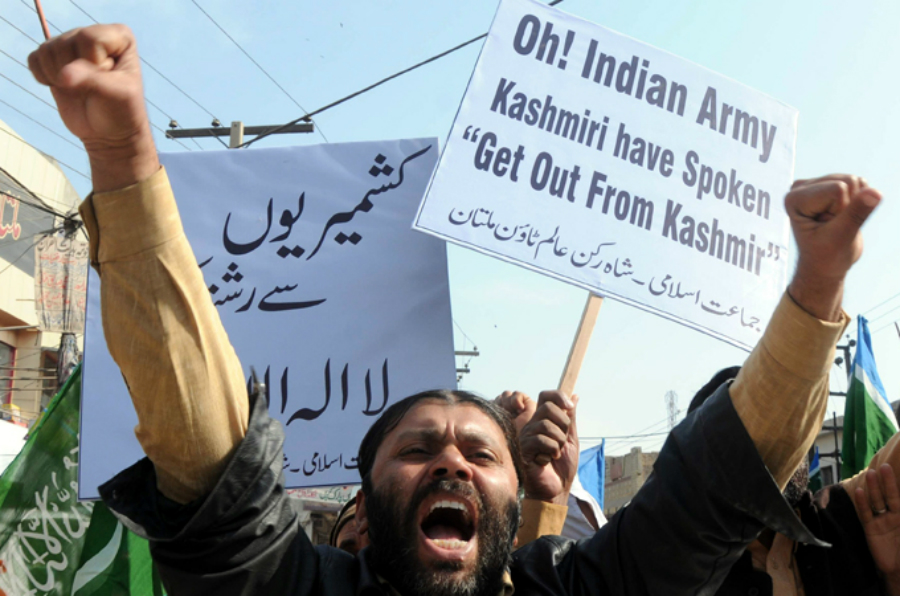 Oh! Indian Army
Kashmiri have Spoken
“Get Out From Kashmir”
جماعت اسلامی ۔ شاہ رکن عالم ٹاؤن ملتان
کشمیریوں
سے رشتہ
لا الہ
اسلامی ۔